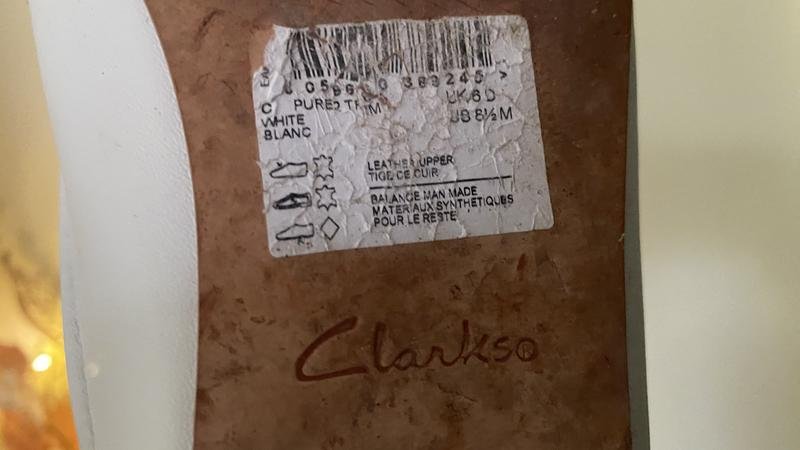 C PURE2 TRIM UK 6 D
WHITE US 8½ M
BLANC
LEATHER UPPER
TIGE DE CUIR
BALANCE MAN MADE
MATERIAUX SYNTHETIQUES
POUR LE RESTE
Clarks®